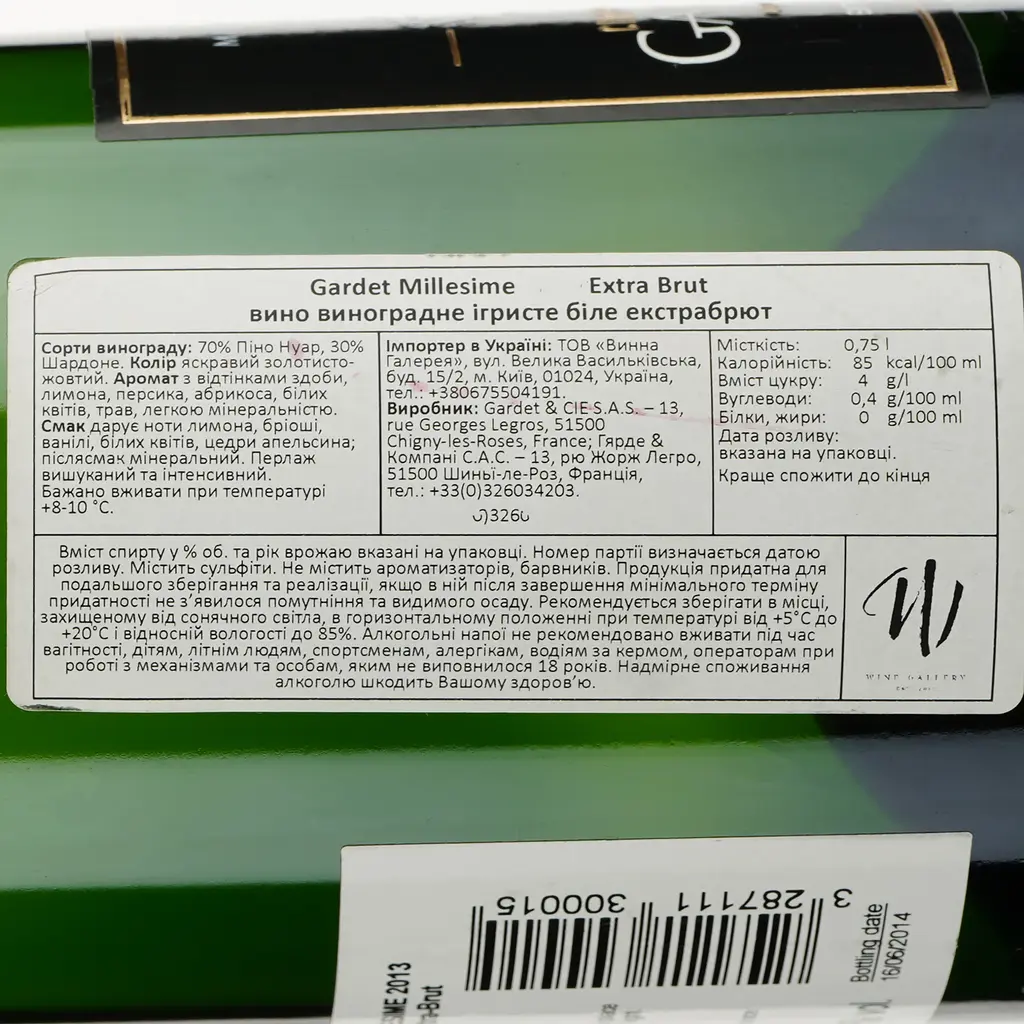 GA
Gardet Millesime Extra Brut
вино виноградне ігристе біле екстрабрют
Сорти винограду: 70% Піно Нуар, 30%
Шардоне. Колір яскравий золотисто-
жовтий. Аромат з відтінками здоби,
лимона, персика, абрикоса, білих
квітів, трав, легкою мінеральністю.
Смак дарує ноти лимона, бріоші,
ванілі, білих квітів, цедри апельсина;
післясмак мінеральний. Перлаж
вишуканий та інтенсивний.
Бажано вживати при температурі
+8-10 °C.
Імпортер в Україні: ТОВ «Винна
Галерея», вул. Велика Васильківська,
буд. 15/2, м. Київ, 01024, Україна,
тел.: +380675504191.
Виробник: Gardet & CIE S.A.S. – 13,
rue Georges Legros, 51500
Chigny-les-Roses, France; Гярде &
Компані С.А.С. – 13, рю Жорж Легро,
51500 Шиньї-ле-Роз, Франція,
тел.: +33(0)326034203.
Місткість: 0,75 l
Калорійність: 85 kcal/100 ml
Вміст цукру: 4 g/l
Вуглеводи: 0,4 g/100 ml
Білки, жири: 0 g/100 ml
Дата розливу:
вказана на упаковці.
Краще спожити до кінця
Вміст спирту у % об. та рік врожаю вказані на упаковці. Номер партії визначається датою
розливу. Містить сульфіти. Не містить ароматизаторів, барвників. Продукція придатна для
подальшого зберігання та реалізації, якщо в ній після завершення мінімального терміну
придатності не з’явилося помутніння та видимого осаду. Рекомендується зберігати в місці,
захищеному від сонячного світла, в горизонтальному положенні при температурі від +5°C до
+20°C і відносній вологості до 85%. Алкогольні напої не рекомендовано вживати під час
вагітності, дітям, літнім людям, спортсменам, алергікам, водіям за кермом, операторам при
роботі з механізмами та особам, яким не виповнилося 18 років. Надмірне споживання
алкоголю шкодить Вашому здоров’ю.
WINE GALLERY
3 287111 300015
Bottling date
16/06/2014
SIME 2013
a-Brut